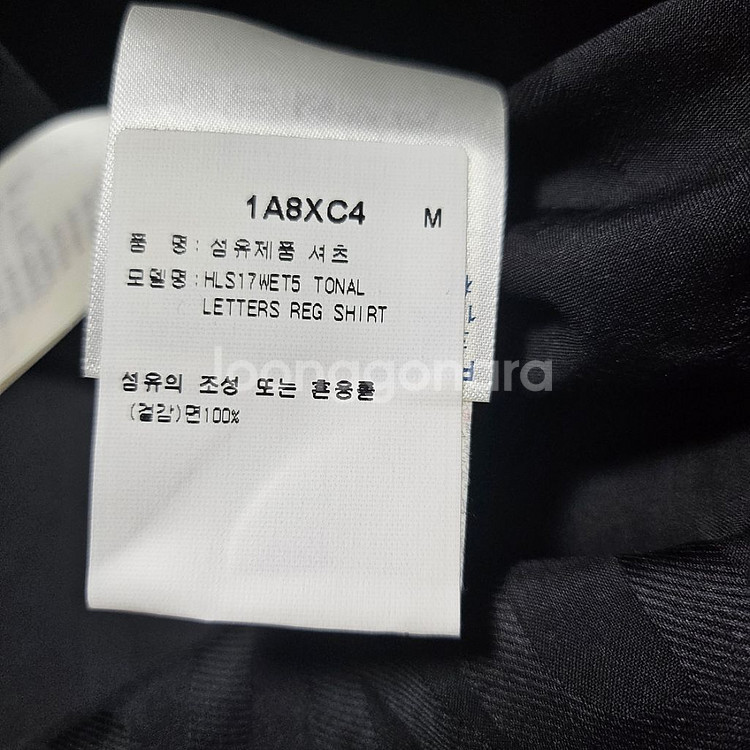 1A8XC4 M
품 명: 섬유제품 셔츠
모델명: HLS17WET5 TONAL
LETTERS REG SHIRT
섬유의 조성 또는 혼용률
(겉감)면100%